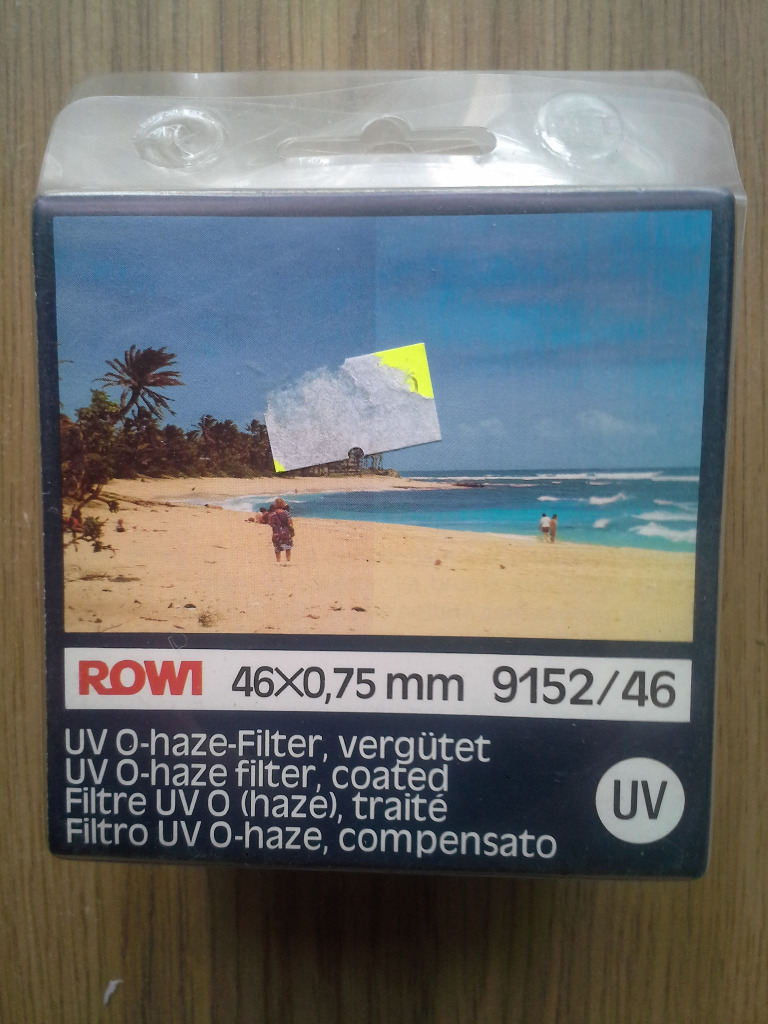 ROWI 46×0,75 mm 9152/46
UV O-haze-Filter, vergütet
UV O-haze filter, coated
Filtre UV O (haze), traité
Filtro UV O-haze, compensato
UV